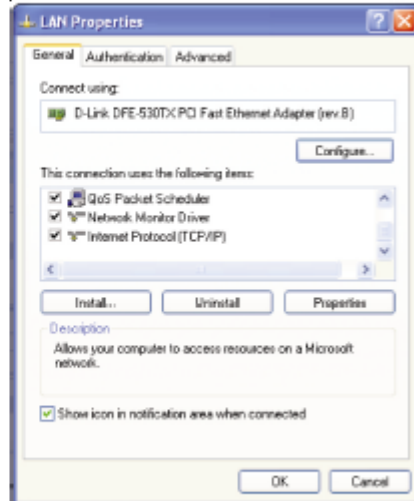 LAN Properties
General Authentication Advanced
Connect using:
D-Link DFE-530TX PCI Fast Ethernet Adapter (rev.B)
Configure...
This connection uses the following items:
QoS Packet Scheduler
Network Monitor Driver
Internet Protocol (TCP/IP)
Install... Uninstall Properties
Description
Allows your computer to access resources on a Microsoft
network.
Show icon in notification area when connected
OK Cancel